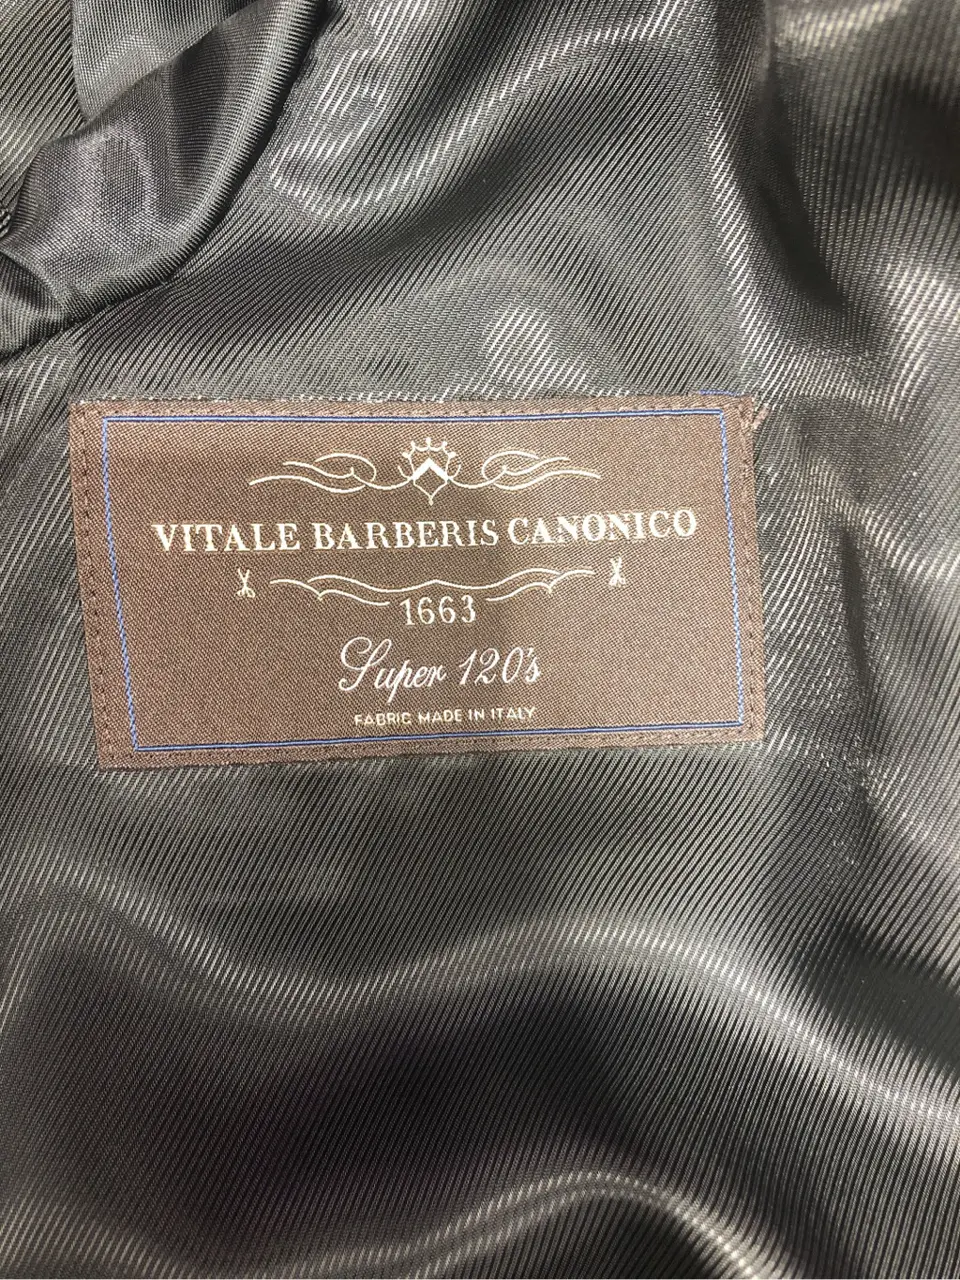 VITALE BARBERIS CANONICO
1663
Super 120's
FABRIC MADE IN ITALY